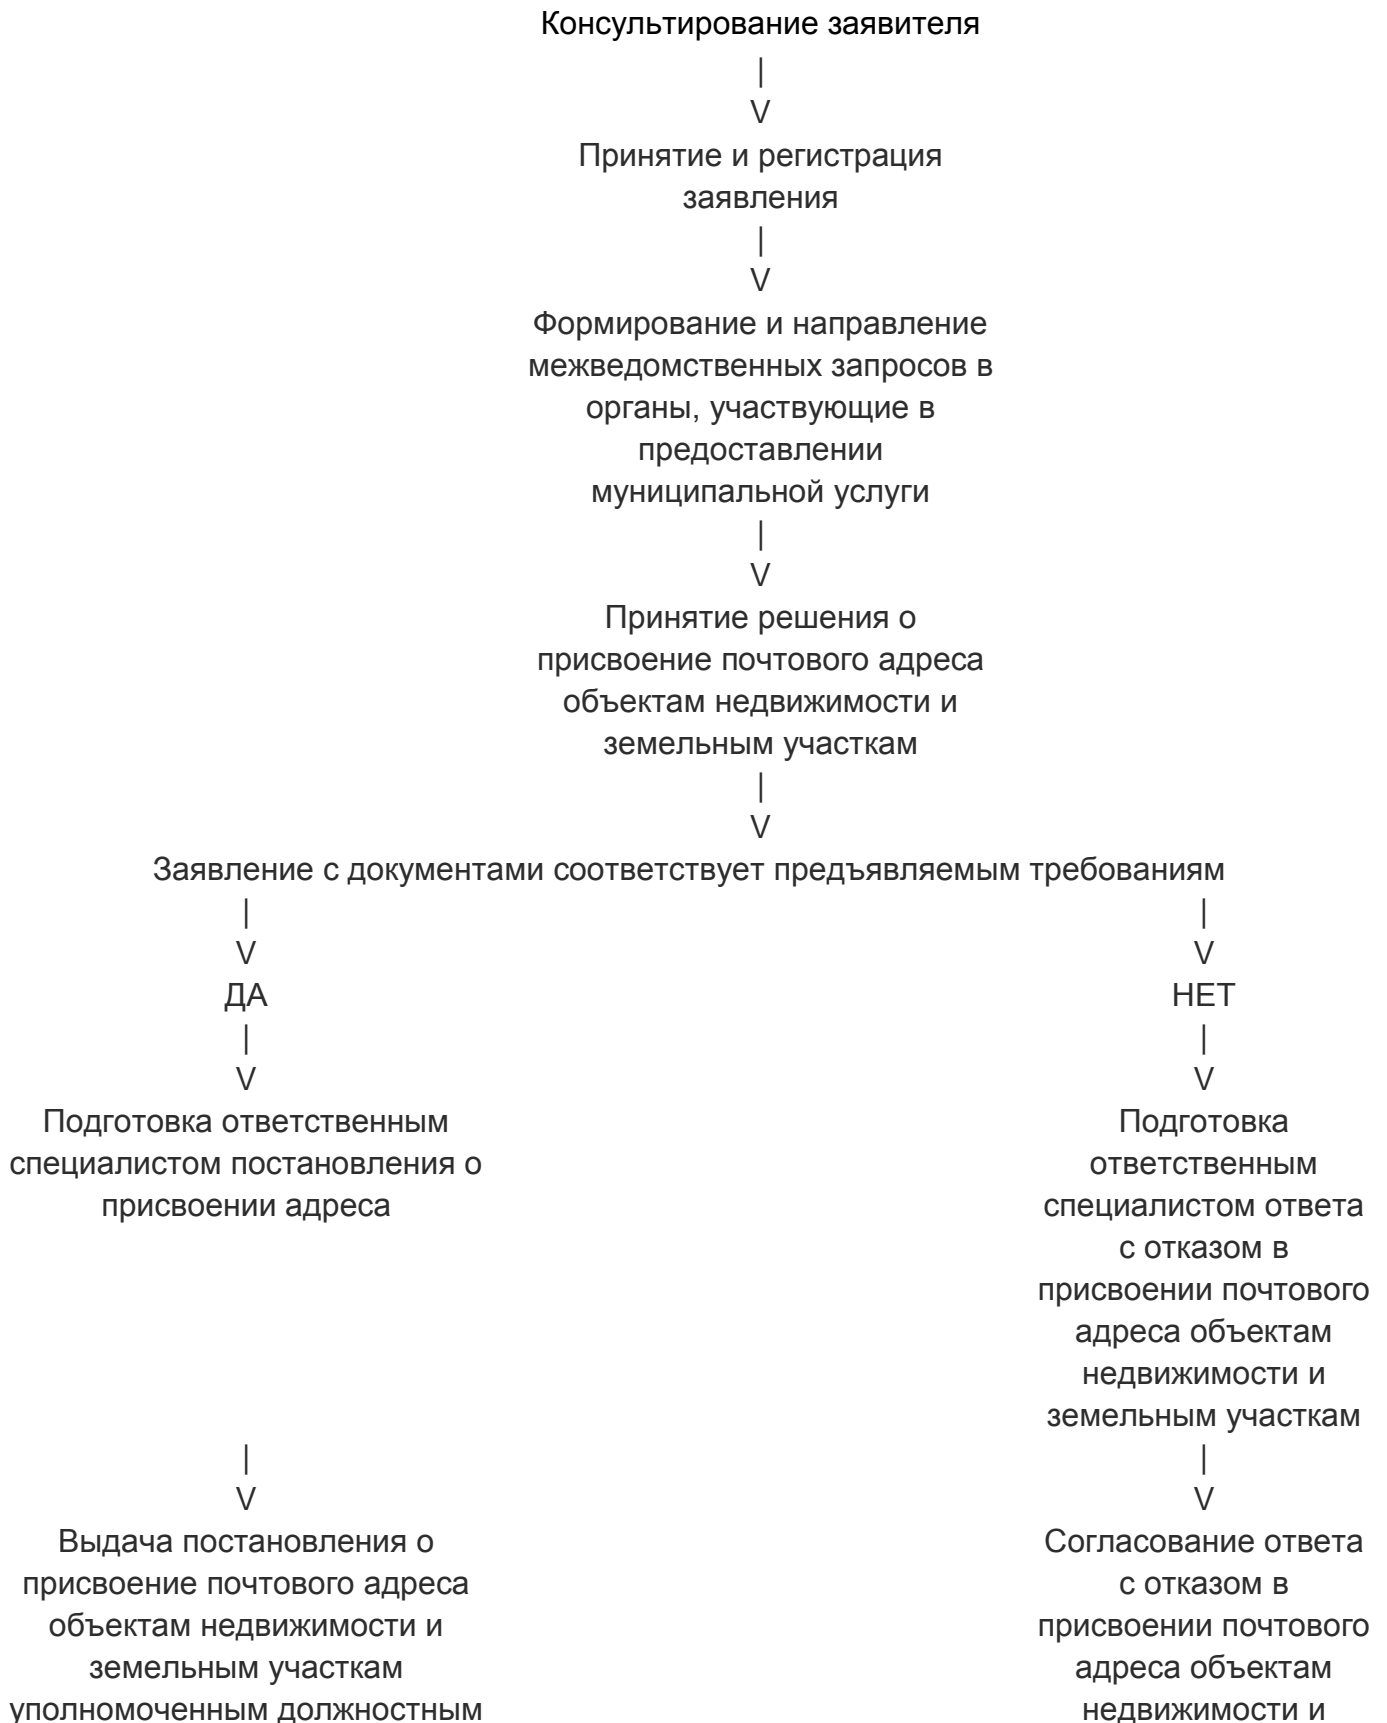 Консультирование заявителя
|
V
Принятие и регистрация
заявления
|
V
Формирование и направление
межведомственных запросов в
органы, участвующие в
предоставлении
муниципальной услуги
|
V
Принятие решения о
присвоение почтового адреса
объектам недвижимости и
земельным участкам
|
V
Заявление с документами соответствует предъявляемым требованиям
|
V
ДА
|
V
Подготовка ответственным
специалистом постановления о
присвоении адреса
|
V
Выдача постановления о
присвоение почтового адреса
объектам недвижимости и
земельным участкам
уполномоченным должностным
|
V
НЕТ
|
V
Подготовка
ответственным
специалистом ответа
с отказом в
присвоении почтового
адреса объектам
недвижимости и
земельным участкам
|
V
Согласование ответа
с отказом в
присвоении почтового
адреса объектам
недвижимости и